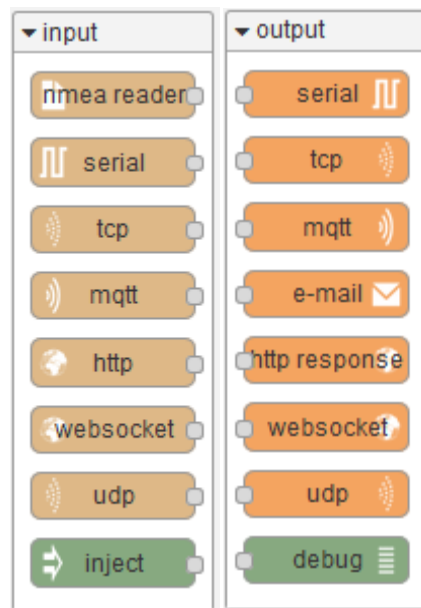 input
nmea reader
serial
tcp
mqtt
http
websocket
udp
inject
output
serial
tcp
mqtt
e-mail
http response
websocket
udp
debug